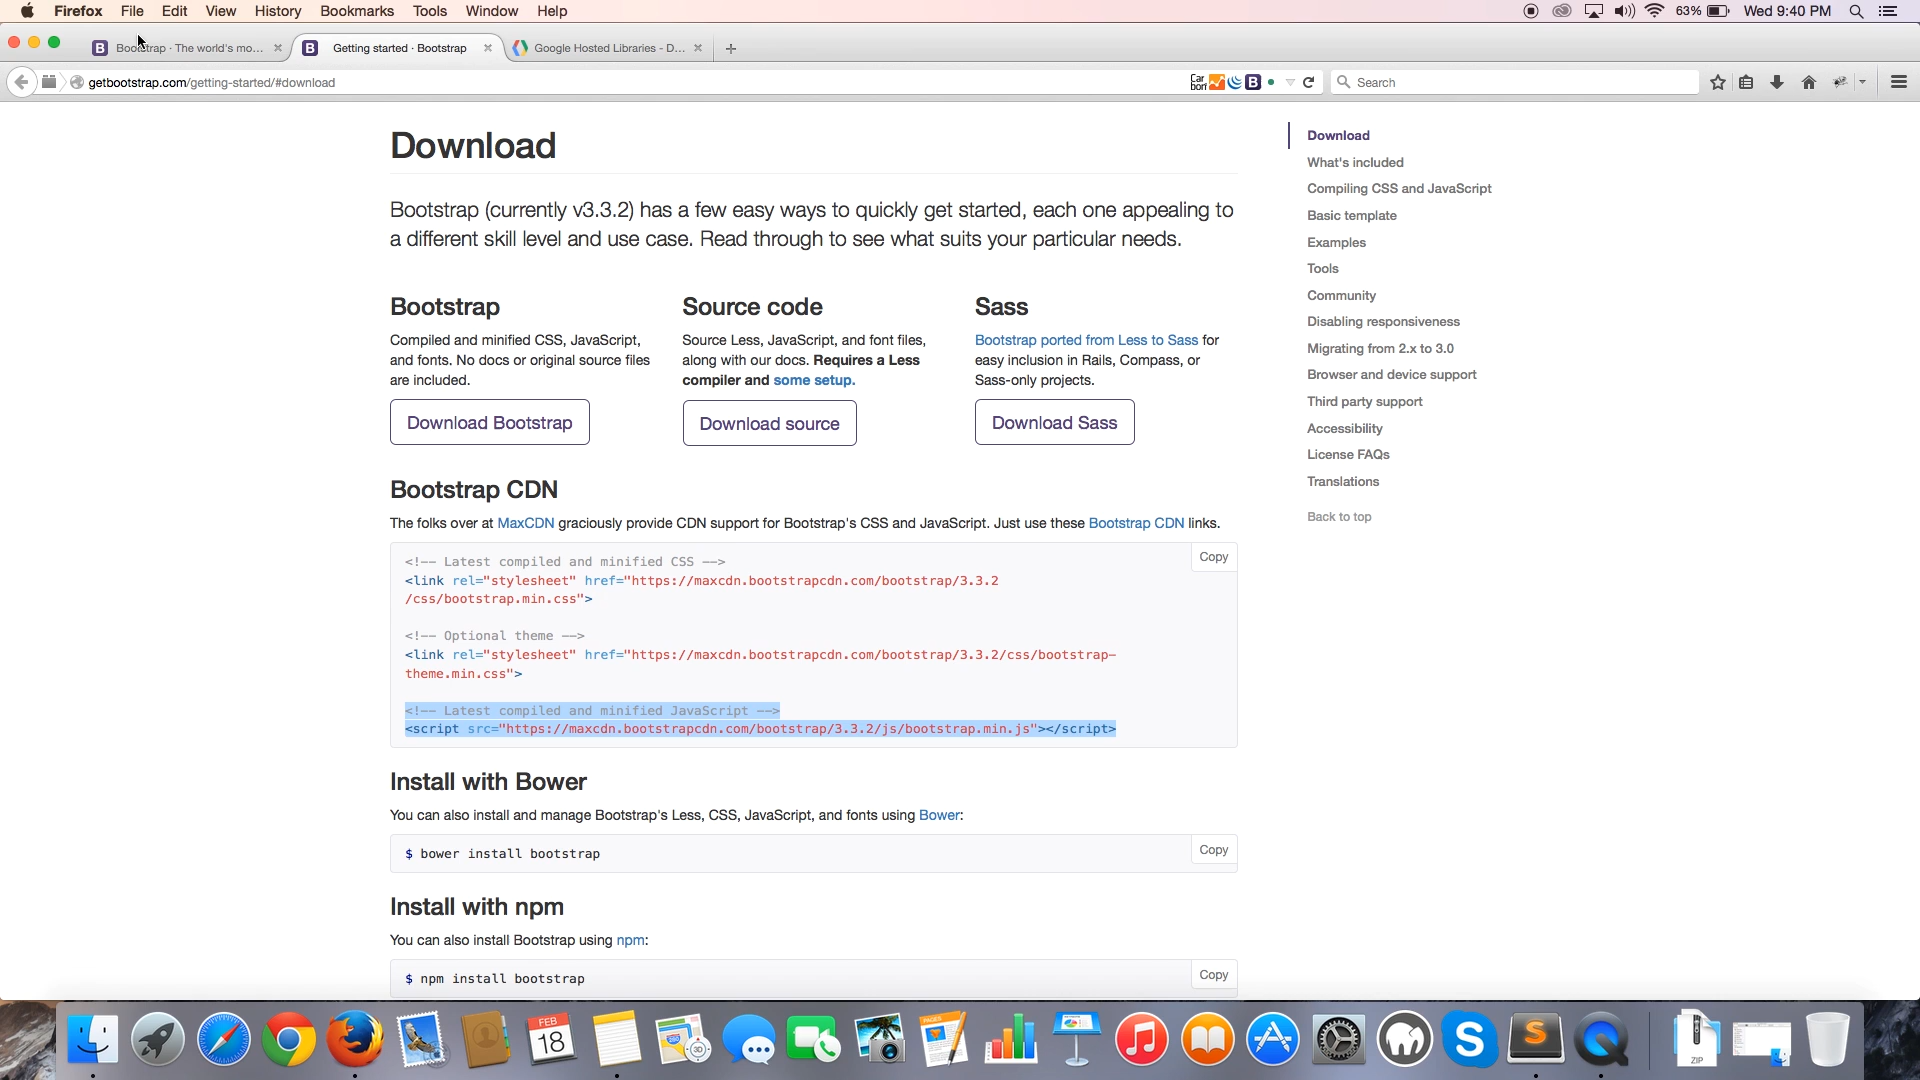 Firefox File Edit View History Bookmarks Tools Window Help
63% Wed 9:40 PM
Bootstrap · The world's mo...
Getting started · Bootstrap
Google Hosted Libraries - D...
getbootstrap.com/getting-started/#download
Car
bon
B
Search
Download
Bootstrap (currently v3.3.2) has a few easy ways to quickly get started, each one appealing to
a different skill level and use case. Read through to see what suits your particular needs.
Bootstrap
Compiled and minified CSS, JavaScript,
and fonts. No docs or original source files
are included.
Download Bootstrap
Source code
Source Less, JavaScript, and font files,
along with our docs. Requires a Less
compiler and some setup.
Download source
Sass
Bootstrap ported from Less to Sass for
easy inclusion in Rails, Compass, or
Sass-only projects.
Download Sass
Bootstrap CDN
The folks over at MaxCDN graciously provide CDN support for Bootstrap's CSS and JavaScript. Just use these Bootstrap CDN links.
Copy
<!-- Latest compiled and minified CSS -->
<link rel="stylesheet" href="https://maxcdn.bootstrapcdn.com/bootstrap/3.3.2
/css/bootstrap.min.css">
<!-- Optional theme -->
<link rel="stylesheet" href="https://maxcdn.bootstrapcdn.com/bootstrap/3.3.2/css/bootstrap-
theme.min.css">
<!-- Latest compiled and minified JavaScript -->
<script src="https://maxcdn.bootstrapcdn.com/bootstrap/3.3.2/js/bootstrap.min.js"></script>
Install with Bower
You can also install and manage Bootstrap's Less, CSS, JavaScript, and fonts using Bower:
$ bower install bootstrap
Copy
Install with npm
You can also install Bootstrap using npm:
$ npm install bootstrap
Copy
Download
What's included
Compiling CSS and JavaScript
Basic template
Examples
Tools
Community
Disabling responsiveness
Migrating from 2.x to 3.0
Browser and device support
Third party support
Accessibility
License FAQs
Translations
Back to top
FEB
18
3D
PAGES
S
S
ZIP